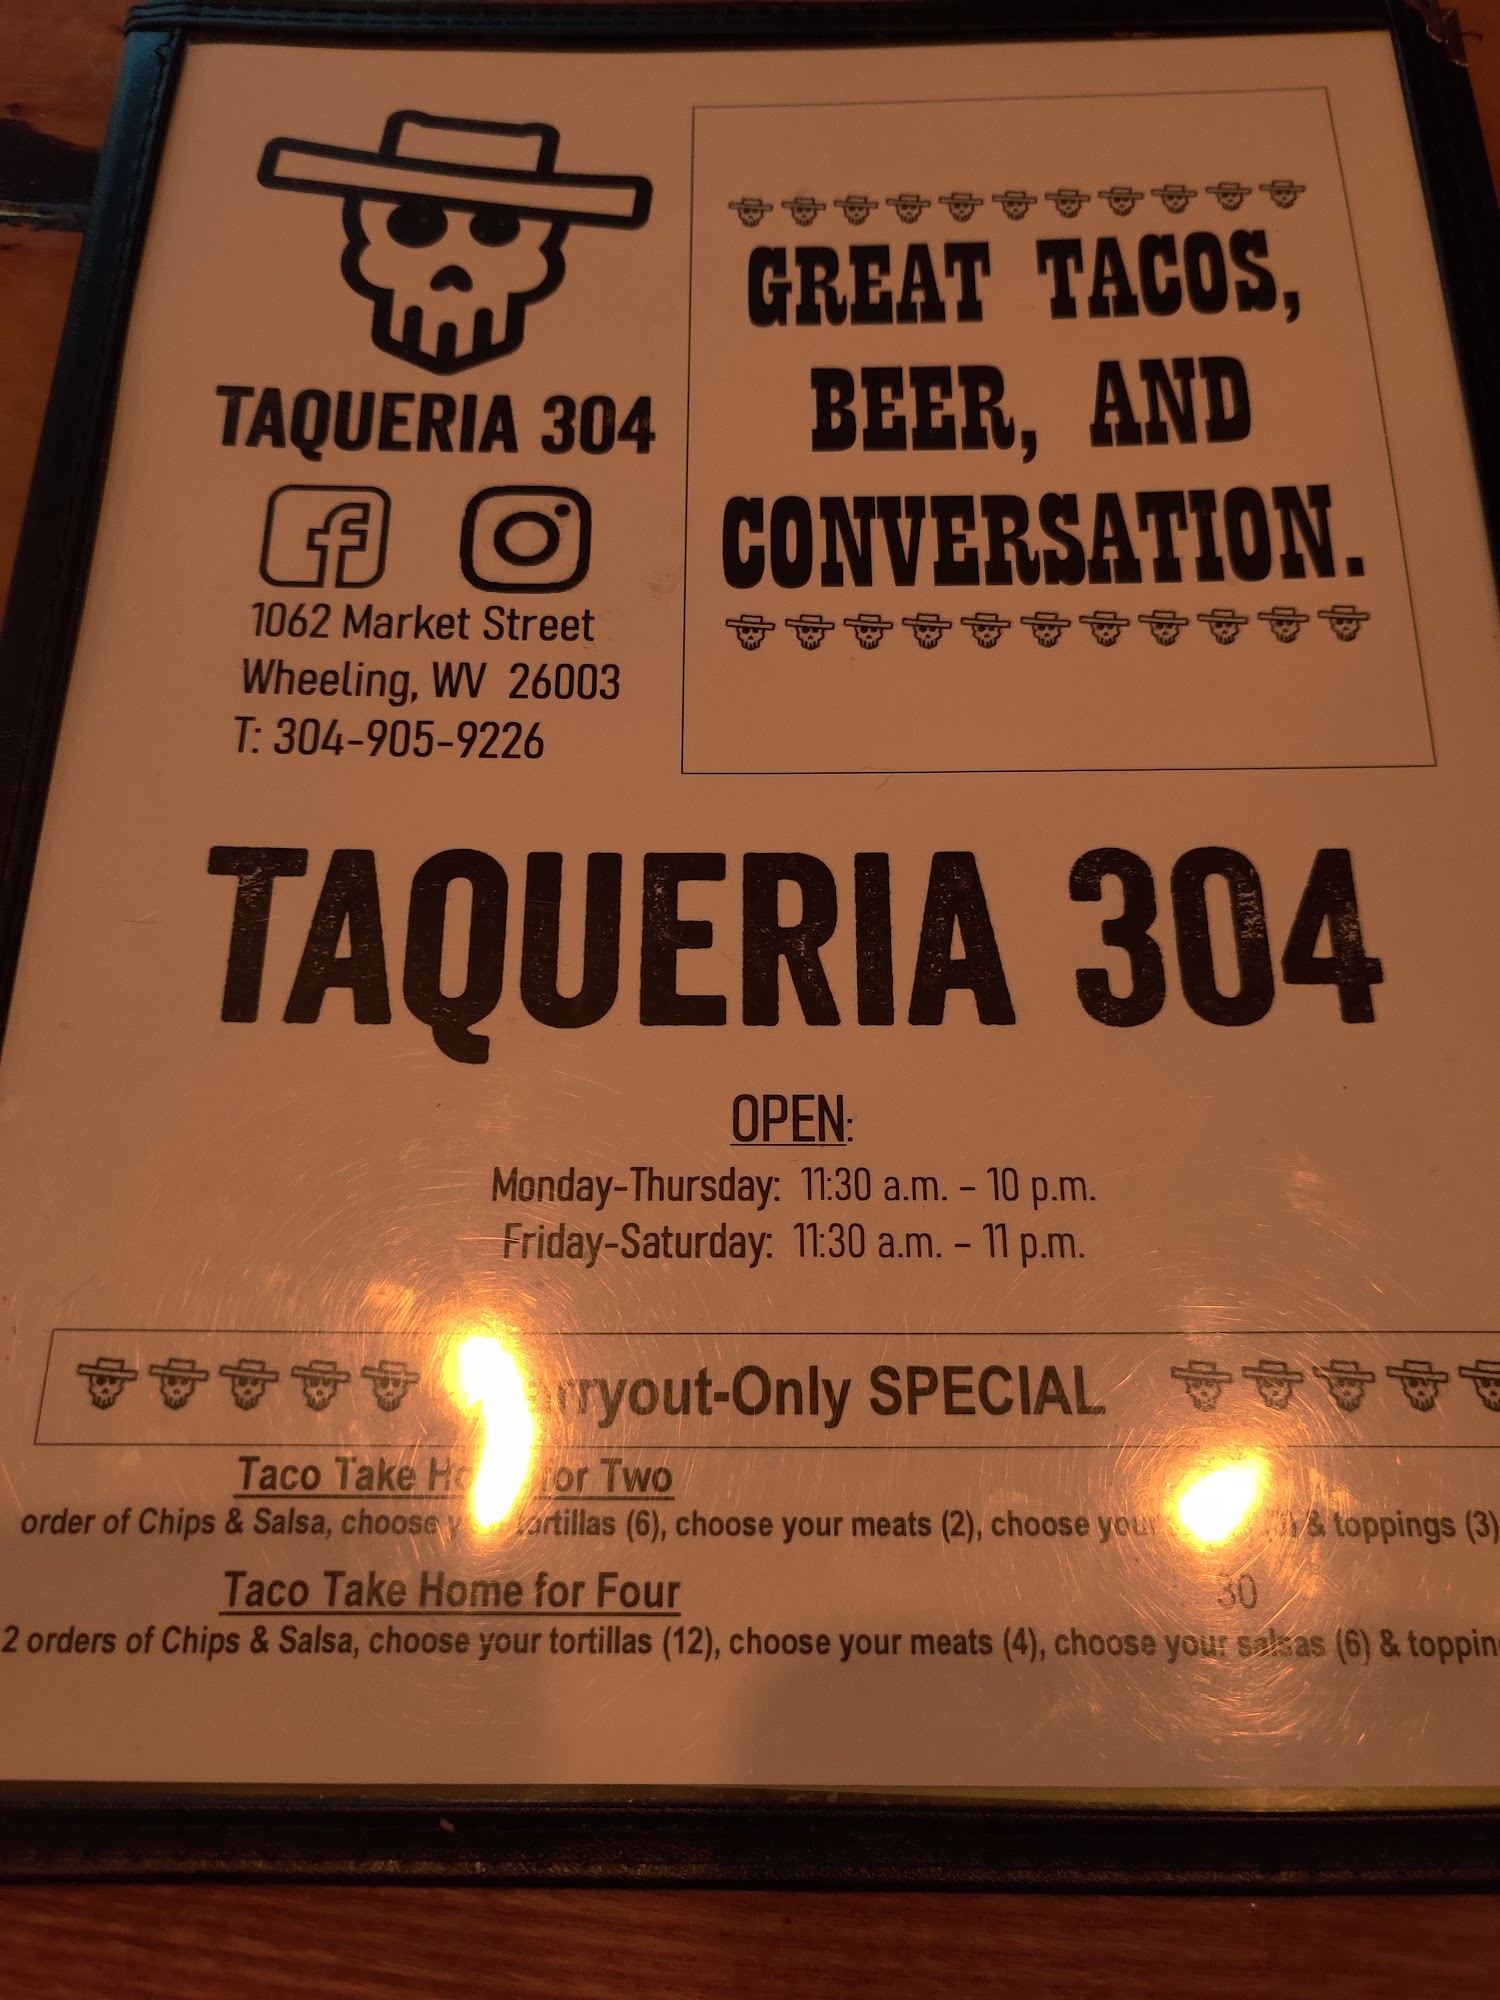 TAQUERIA 304
1062 Market Street
Wheeling, WV 26003
T: 304-905-9226
GREAT TACOS,
BEER, AND
CONVERSATION.
TAQUERIA 304
OPEN:
Monday-Thursday: 11:30 a.m. – 10 p.m.
Friday-Saturday: 11:30 a.m. – 11 p.m.
SPECIAL
Taco Take for Two
order of Chips & Salsa, choose tortillas (6), choose your meats (2), choose your & toppings (3)
Taco Take Home for Four 30
2 orders of Chips & Salsa, choose your tortillas (12), choose your meats (4), choose your salsas (6) &